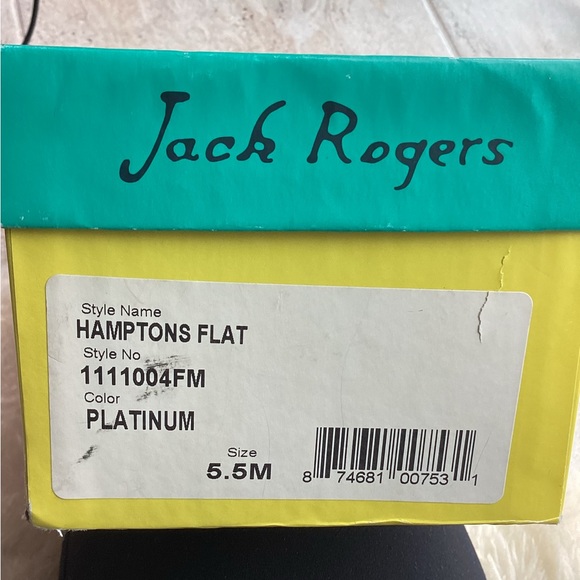 Jack Rogers
Style Name
HAMPTONS FLAT
Style No
1111004FM
Color
PLATINUM
Size
5.5M
8 74681 00753 1